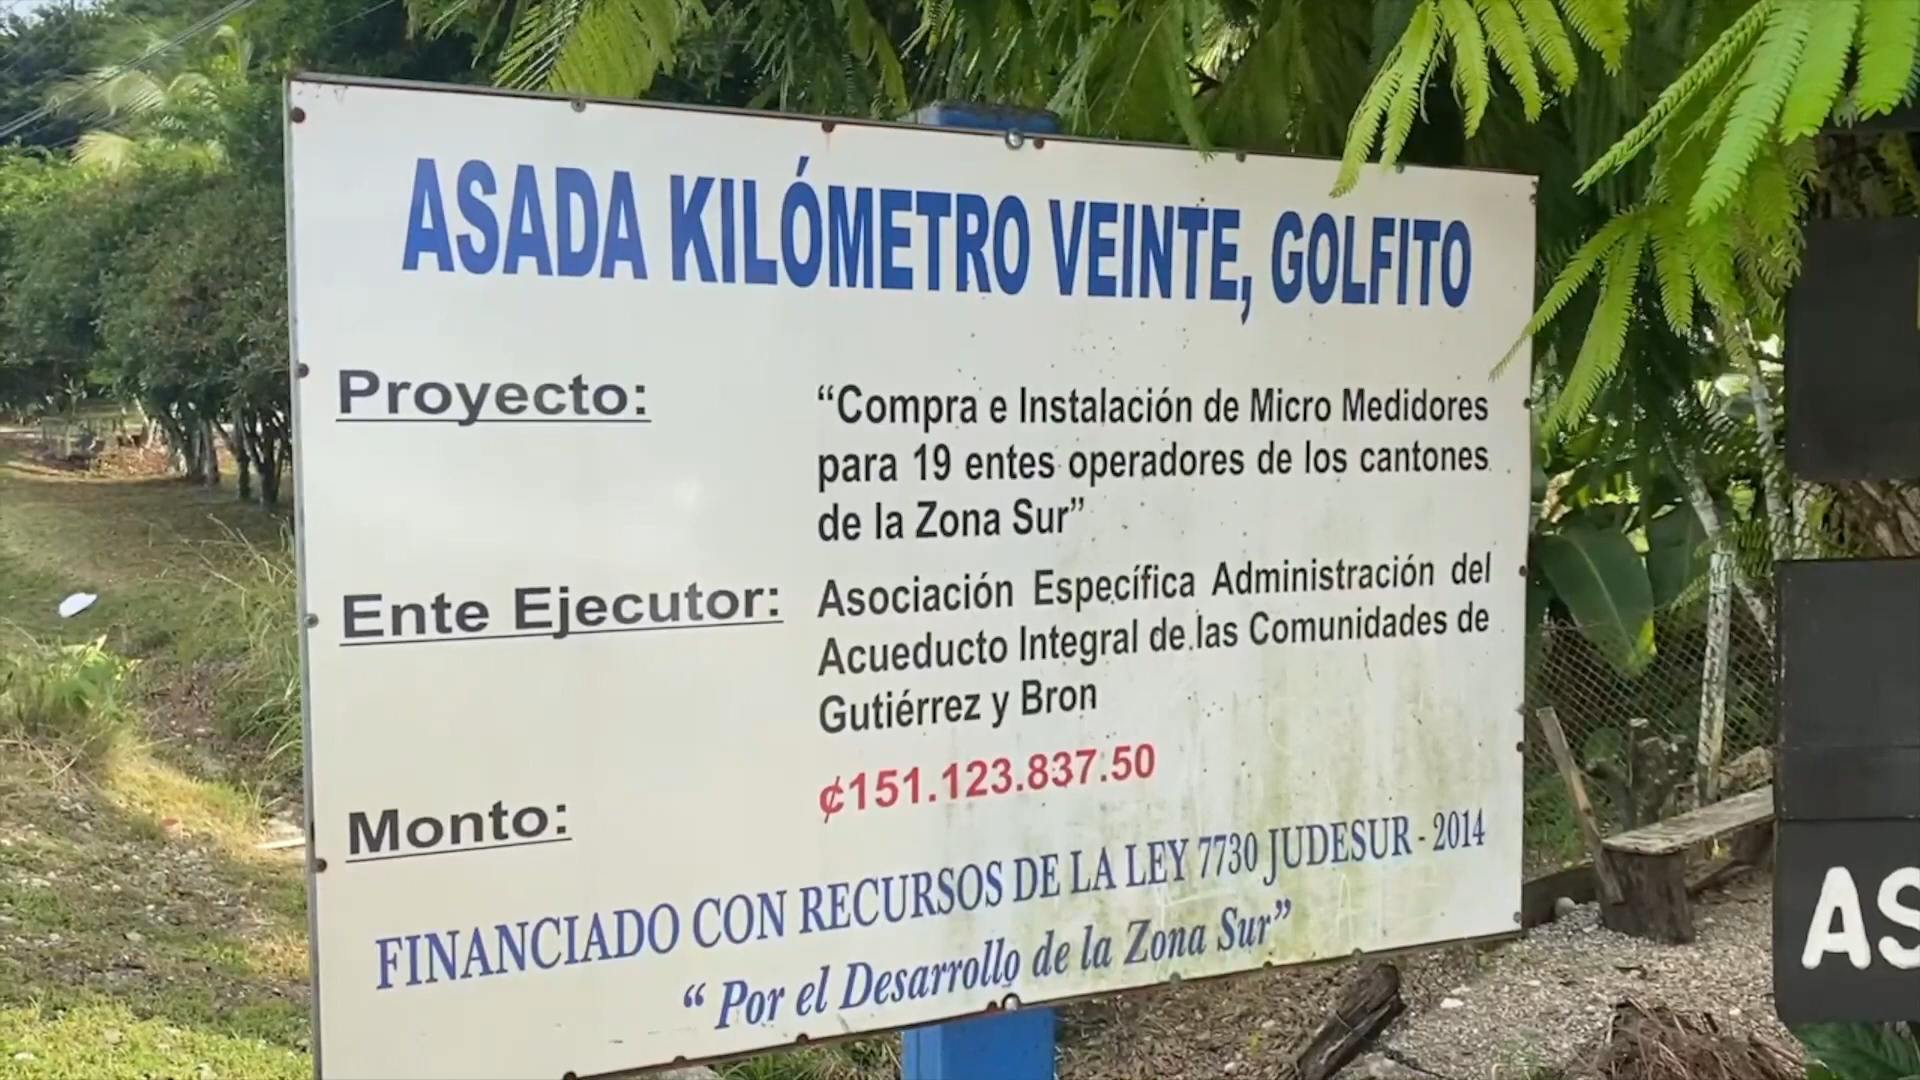 ASADA KILÓMETRO VEINTE, GOLFITO
Proyecto: “Compra e Instalación de Micro Medidores
para 19 entes operadores de los cantones
de la Zona Sur”
Ente Ejecutor: Asociación Específica Administración del
Acueducto Integral de las Comunidades de
Gutiérrez y Bron
Monto: ₡151.123.837.50
FINANCIADO CON RECURSOS DE LA LEY 7730 JUDESUR - 2014
“ Por el Desarrollo de la Zona Sur”
AS